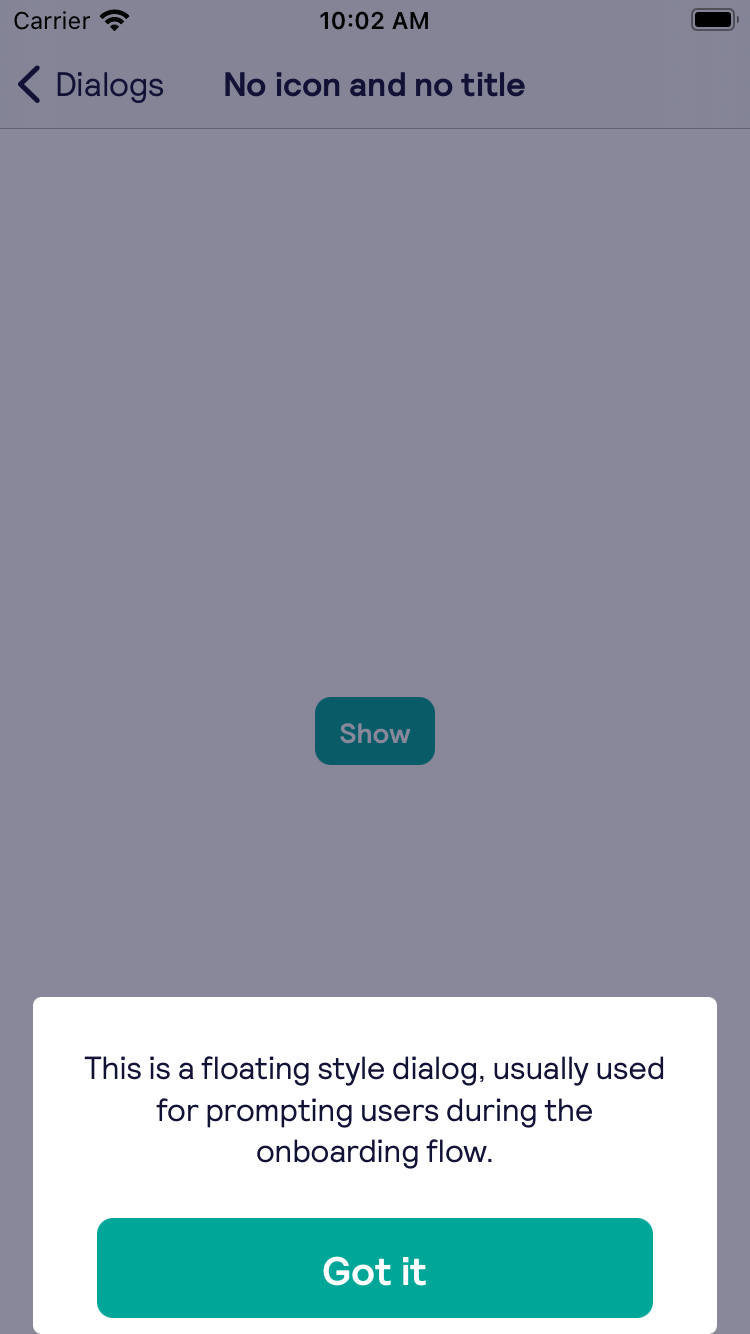 Carrier 10:02 AM
Dialogs No icon and no title
Show
This is a floating style dialog, usually used
for prompting users during the
onboarding flow.
Got it